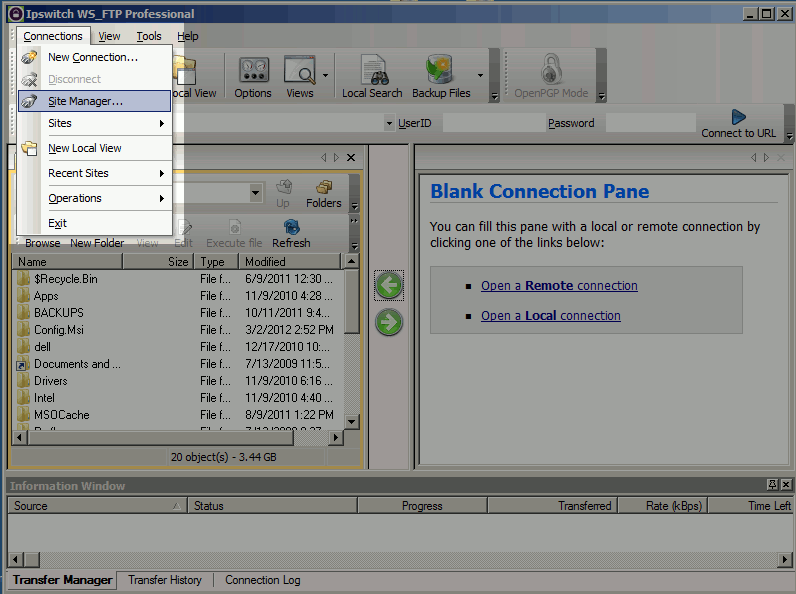 Ipswitch WS_FTP Professional
Connections View Tools Help
New Connection...
Disconnect
Site Manager...
Sites
New Local View
Recent Sites
Operations
Exit
ocal View Options Views Local Search Backup Files OpenPGP Mode
UserID Password Connect to URL
Up Folders
Browse New Folder View Edit Execute file Refresh
Name Size Type Modified
$Recycle.Bin File f... 6/9/2011 12:30 ...
Apps File f... 11/9/2010 4:28 ...
BACKUPS File f... 10/11/2011 9:4...
Config.Msi File f... 3/2/2012 2:52 PM
dell File f... 12/17/2010 10:...
Documents and ... File f... 7/13/2009 11:5...
Drivers File f... 11/9/2010 6:16 ...
Intel File f... 11/9/2010 4:40 ...
MSOCache File f... 8/9/2011 1:22 PM
20 object(s) - 3.44 GB
Blank Connection Pane
You can fill this pane with a local or remote connection by
clicking one of the links below:
Open a Remote connection
Open a Local connection
Information Window
Source Status Progress Transferred Rate (kBps) Time Left
Transfer Manager Transfer History Connection Log